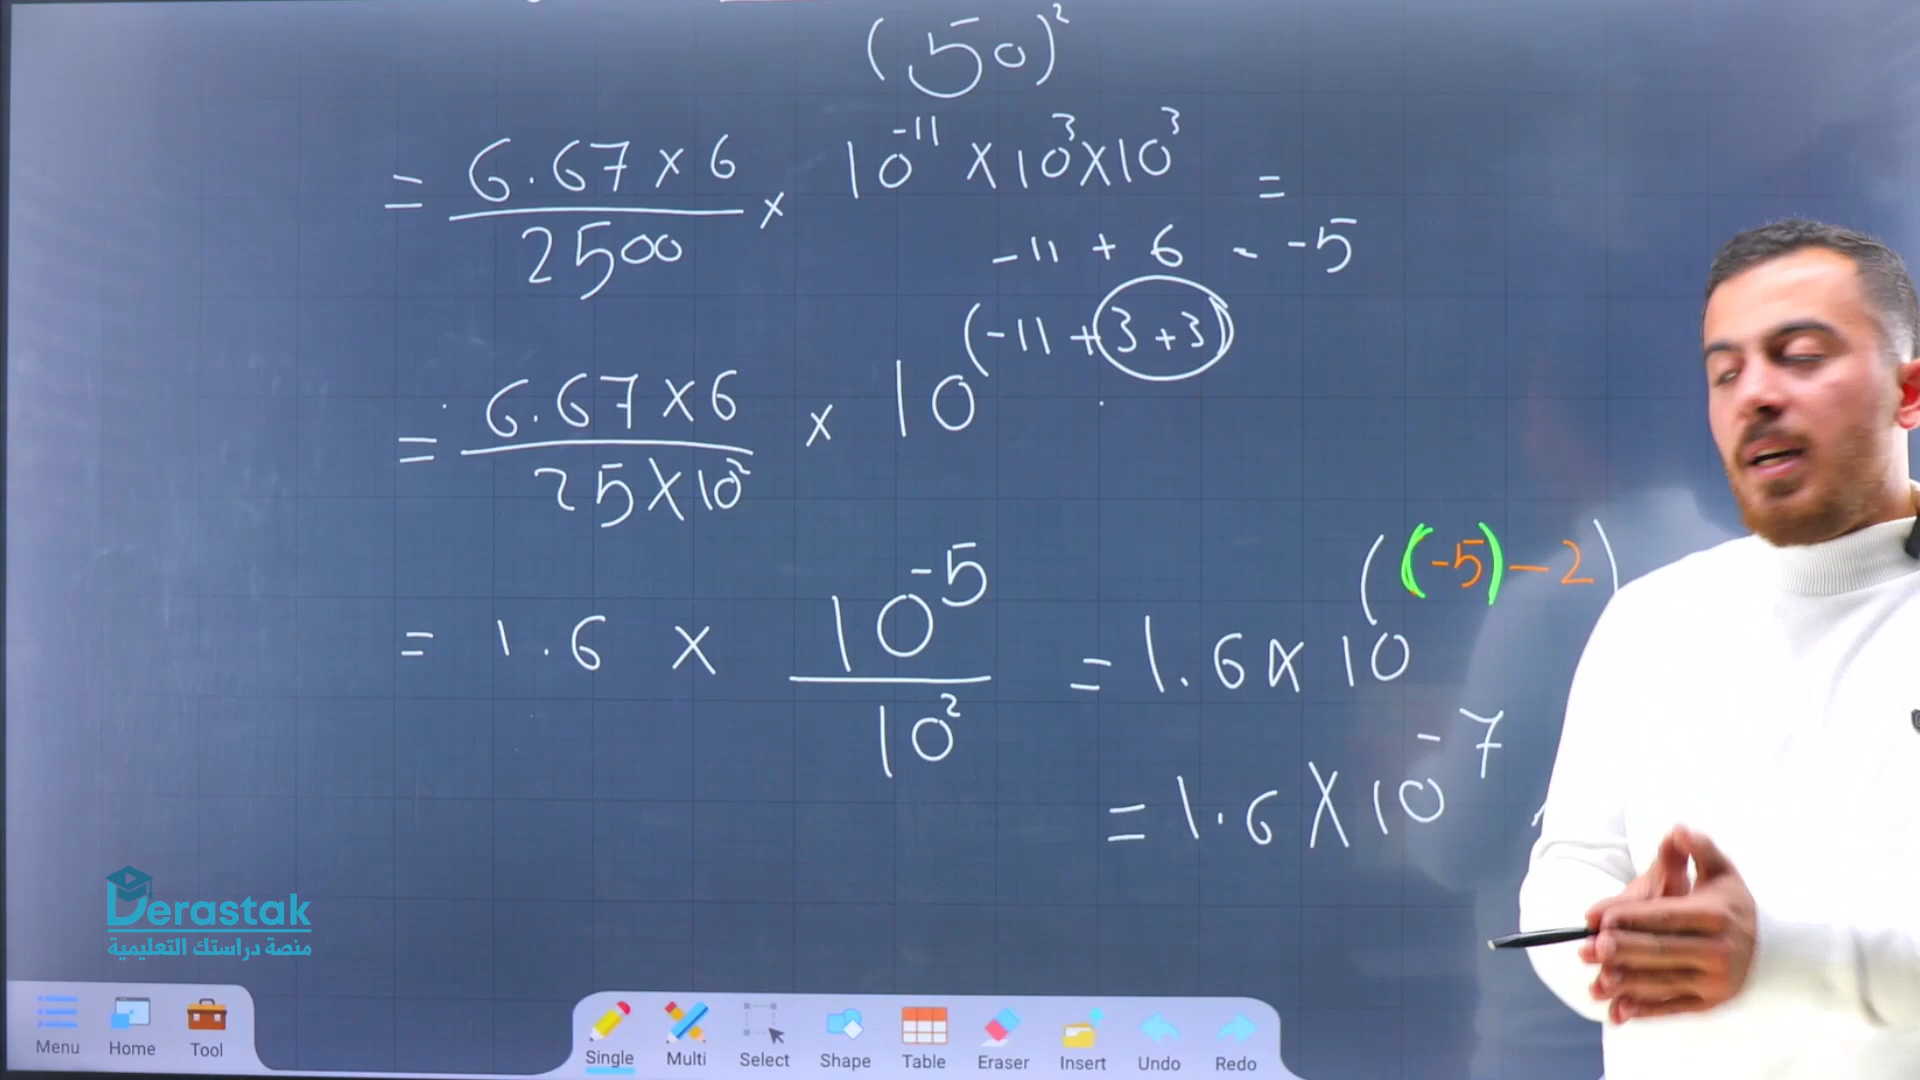 (50)²
= 6.67 × 6 / 2500 × 10⁻¹¹ × 10³ × 10³ =
-11 + 6 - -5
(-11 + 3 + 3)
= 6.67 × 6 / 25 × 10² × 10
((-5) - 2)
= 1.6 × 10⁻⁵ / 10² = 1.6 × 10
= 1.6 × 10⁻⁷
Derastak
منصة دراستك التعليمية
Menu Home Tool Single Multi Select Shape Table Eraser Insert Undo Redo